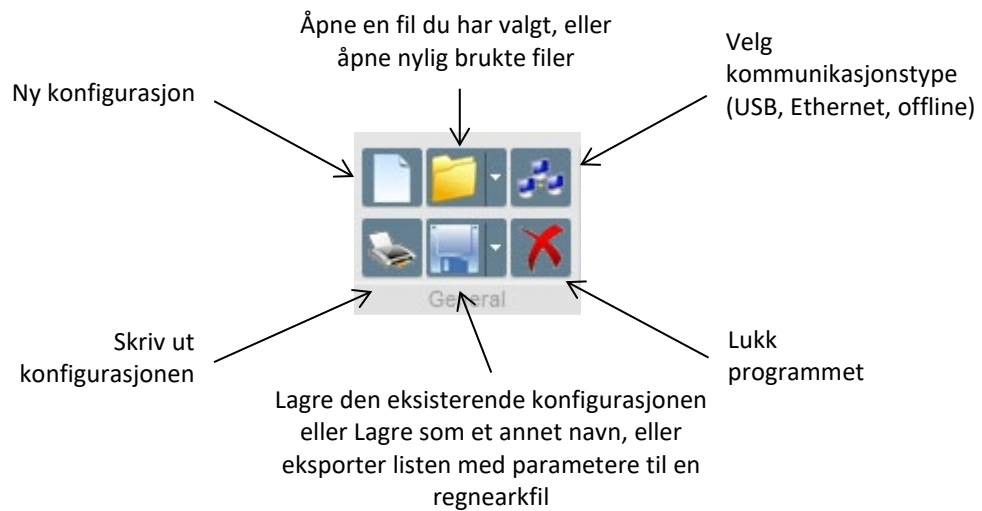 Åpne en fil du har valgt, eller
åpne nylig brukte filer
Velg
kommunikasjonstype
(USB, Ethernet, offline)
Ny konfigurasjon
General
Skriv ut
konfigurasjonen
Lukk
programmet
Lagre den eksisterende konfigurasjonen
eller Lagre som et annet navn, eller
eksporter listen med parametere til en
regnearkfil